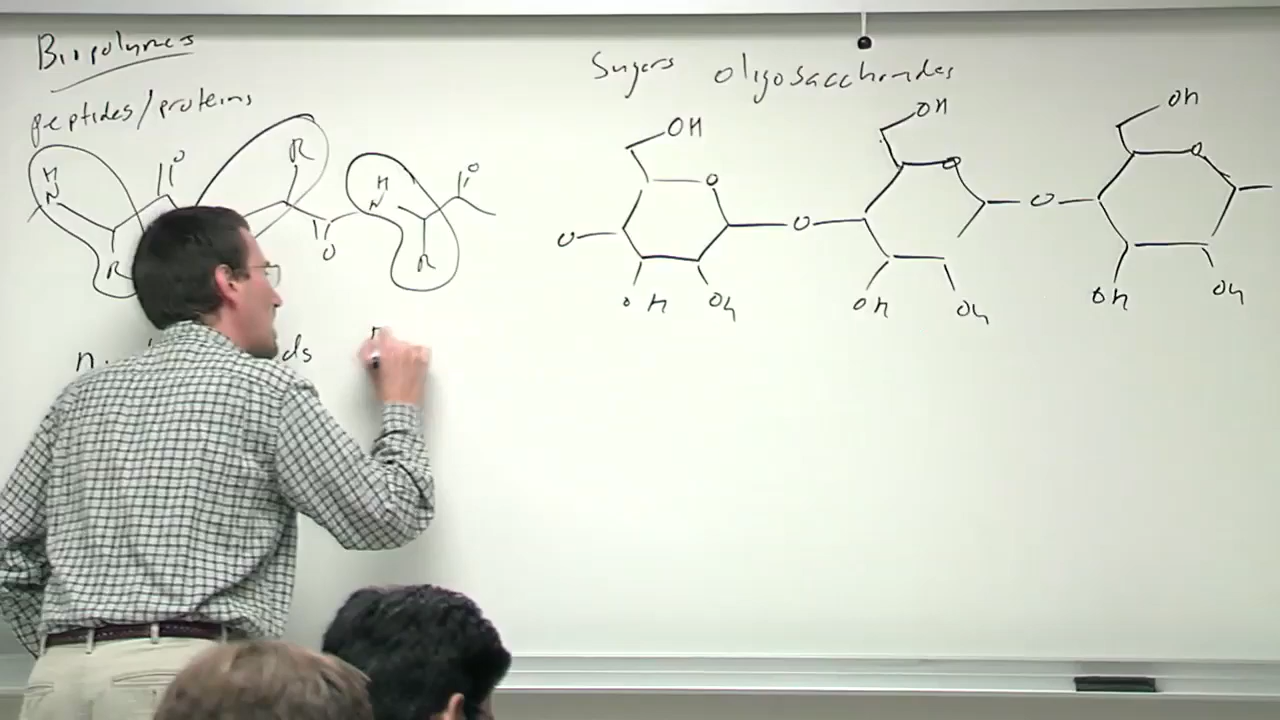 Biopolymers
peptides/proteins
H
N
R
O
R
O
H
N
R
O
Sugars oligosaccharides
OH
O
O
OH
OH
O
OH
O
OH
OH
O
OH
O
OH
OH